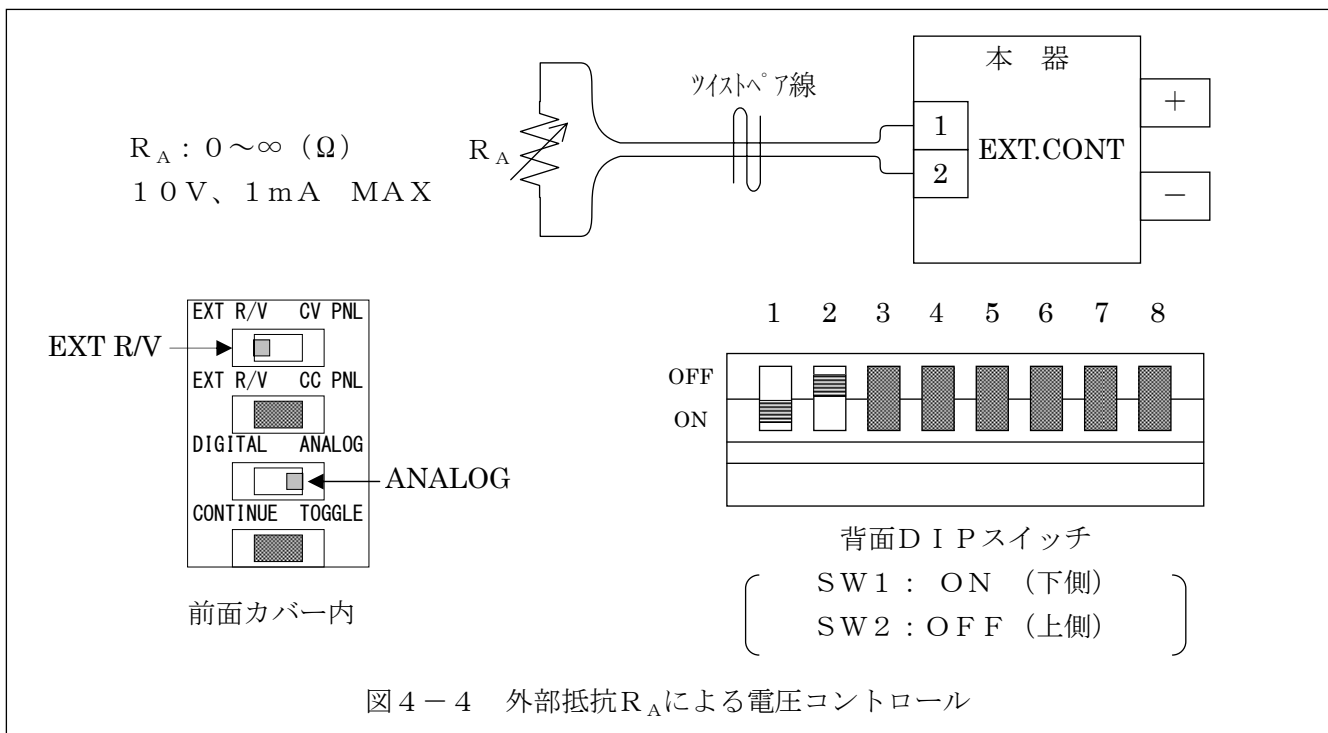 本 器
ツイストペア線
1
2
EXT.CONT
+
−
RA
RA:0~∞(Ω)
10V、1mA MAX
EXT R/V CV PNL
EXT R/V
EXT R/V CC PNL
DIGITAL ANALOG
ANALOG
CONTINUE TOGGLE
前面カバー内
1 2 3 4 5 6 7 8
OFF
ON
背面DIPスイッチ
SW1: ON (下側)
SW2:OFF(上側)
図4-4 外部抵抗RAによる電圧コントロール